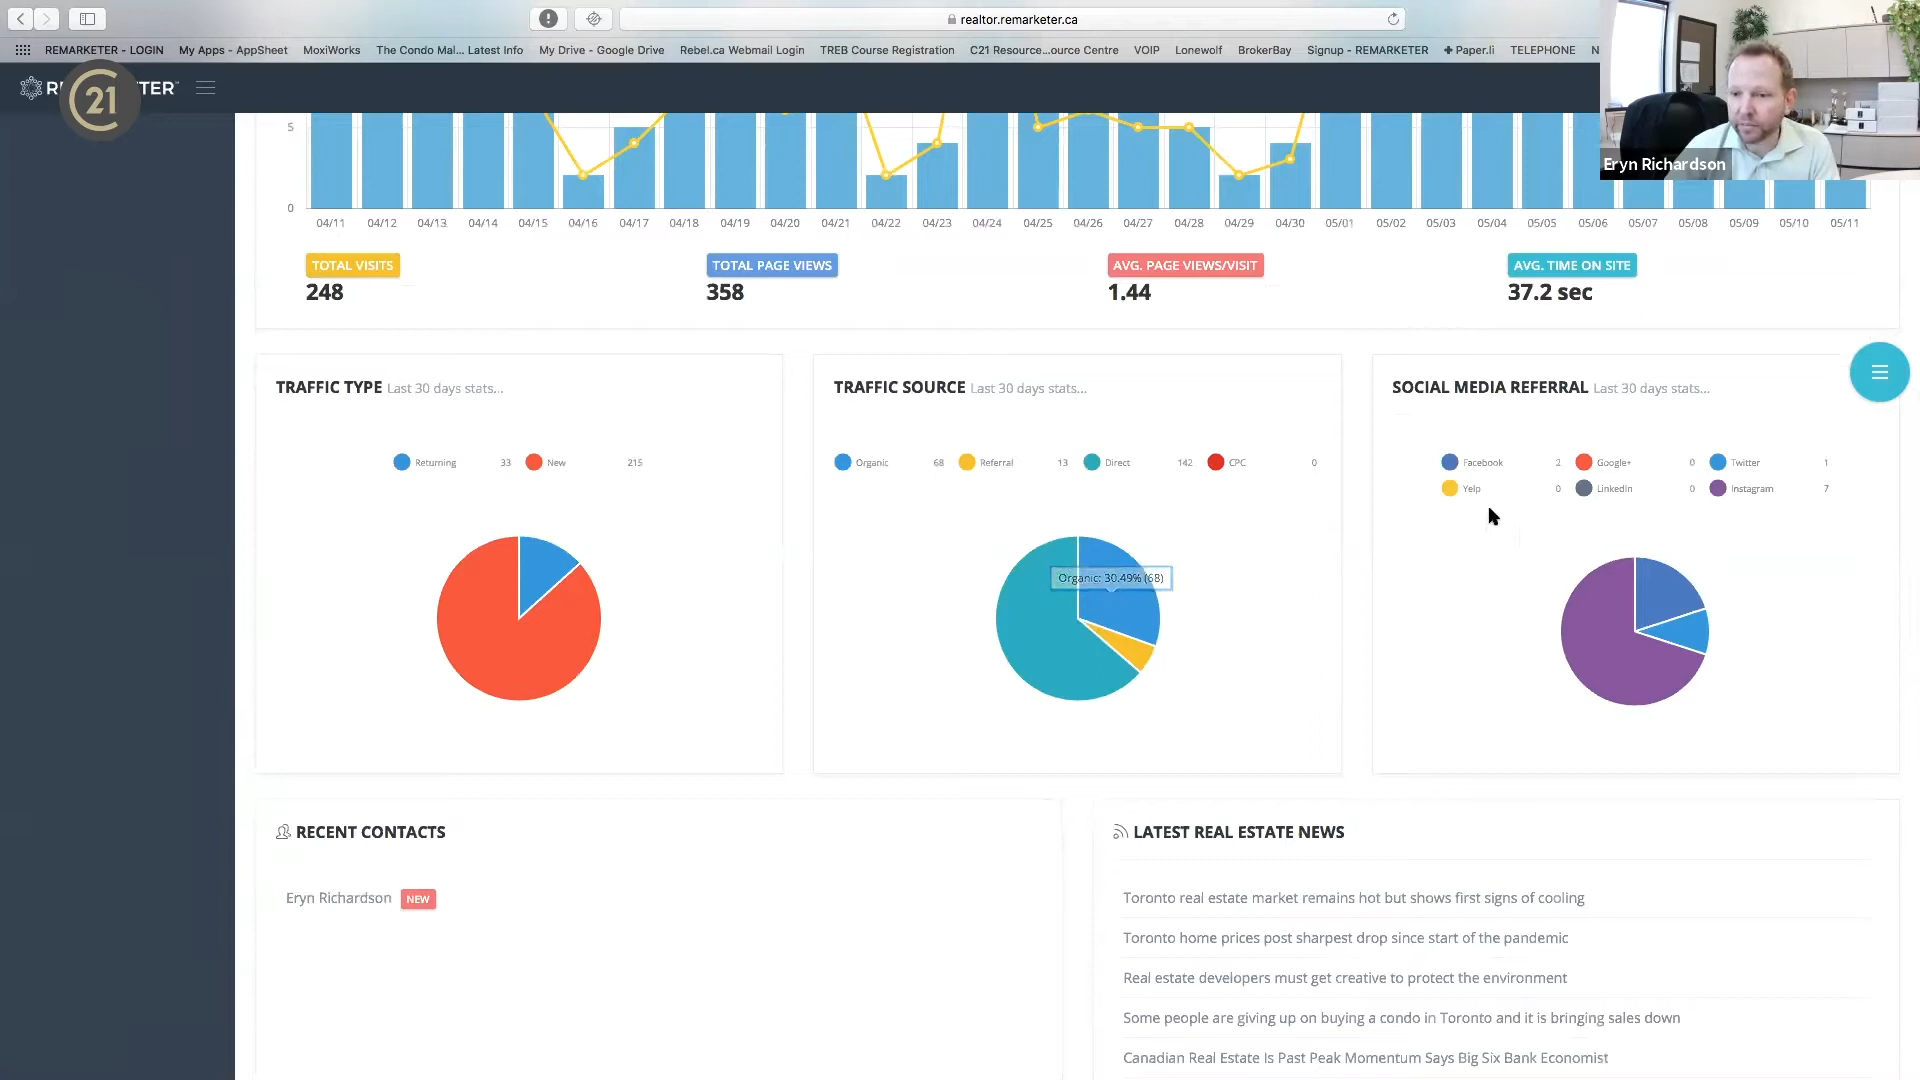 realtor.remarketer.ca
REMARKETER - LOGIN My Apps - AppSheet MoxiWorks The Condo Mal... Latest Info My Drive - Google Drive Rebel.ca Webmail Login TREB Course Registration C21 Resource...ource Centre VOIP Lonewolf BrokerBay Signup - REMARKETER Paper.li TELEPHONE N
R 21 TER
Eryn Richardson
5
0
04/11 04/12 04/13 04/14 04/15 04/16 04/17 04/18 04/19 04/20 04/21 04/22 04/23 04/24 04/25 04/26 04/27 04/28 04/29 04/30 05/01 05/02 05/03 05/04 05/05 05/06 05/07 05/08 05/09 05/10 05/11
TOTAL VISITS TOTAL PAGE VIEWS AVG. PAGE VIEWS/VISIT AVG. TIME ON SITE
248 358 1.44 37.2 sec
TRAFFIC TYPE Last 30 days stats...
Returning 33 New 215
TRAFFIC SOURCE Last 30 days stats...
Organic 68 Referral 13 Direct 142 CPC 0
Organic: 30.49% (68)
SOCIAL MEDIA REFERRAL Last 30 days stats...
Facebook 2 Google+ 0 Twitter 1
Yelp 0 LinkedIn 0 Instagram 7
RECENT CONTACTS
Eryn Richardson NEW
LATEST REAL ESTATE NEWS
Toronto real estate market remains hot but shows first signs of cooling
Toronto home prices post sharpest drop since start of the pandemic
Real estate developers must get creative to protect the environment
Some people are giving up on buying a condo in Toronto and it is bringing sales down
Canadian Real Estate Is Past Peak Momentum Says Big Six Bank Economist